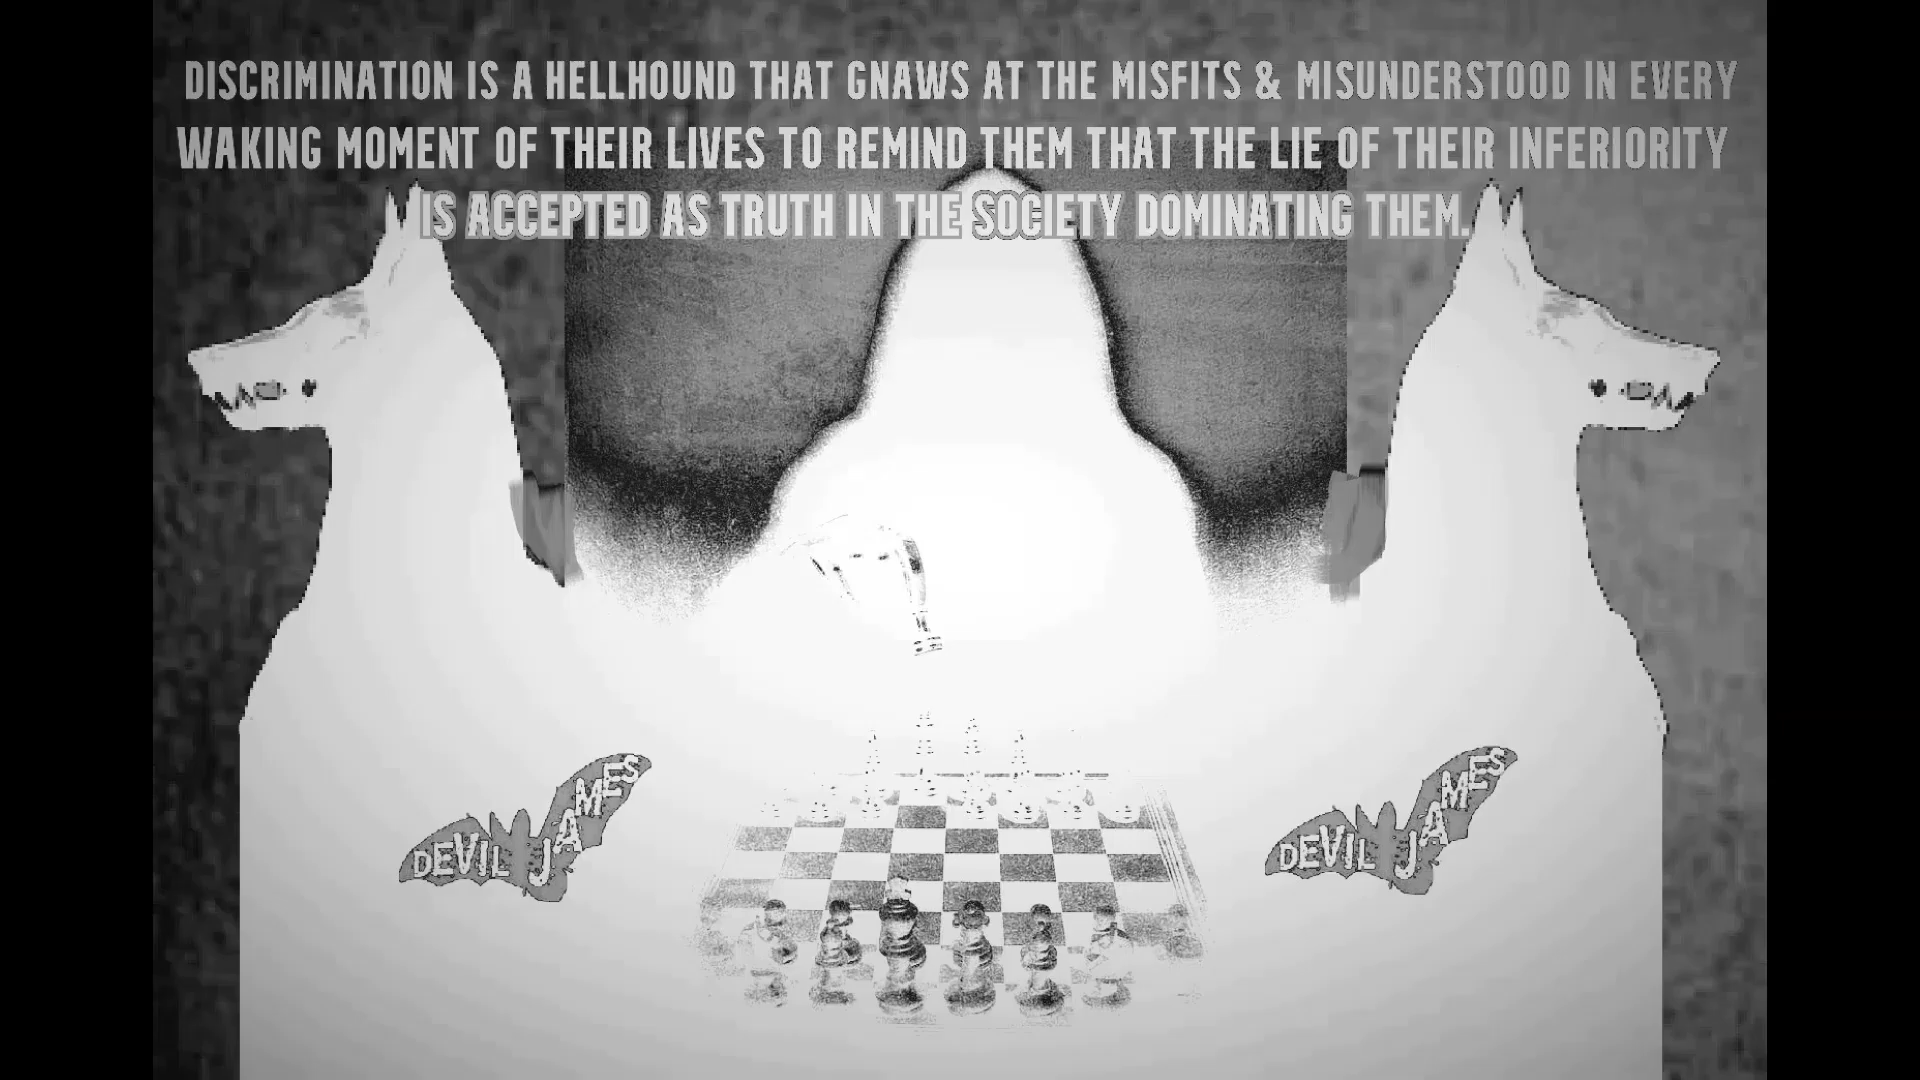 DISCRIMINATION IS A HELLHOUND THAT GNAWS AT THE MISFITS & MISUNDERSTOOD IN EVERY
WAKING MOMENT OF THEIR LIVES TO REMIND THEM THAT THE LIE OF THEIR INFERIORITY
IS ACCEPTED AS TRUTH IN THE SOCIETY DOMINATING THEM.
DEVIL JAMES
DEVIL JAMES